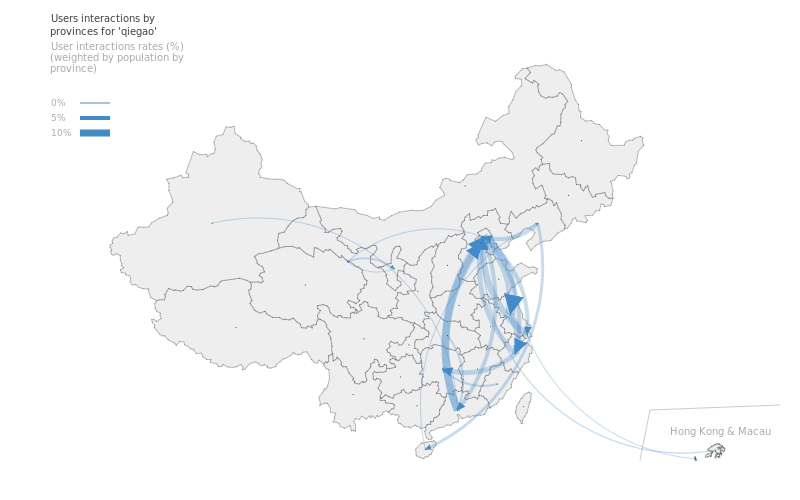 Users interactions by
provinces for 'qiegao'
User interactions rates (%)
(weighted by population by
province)
0%
5%
10%
Hong Kong & Macau